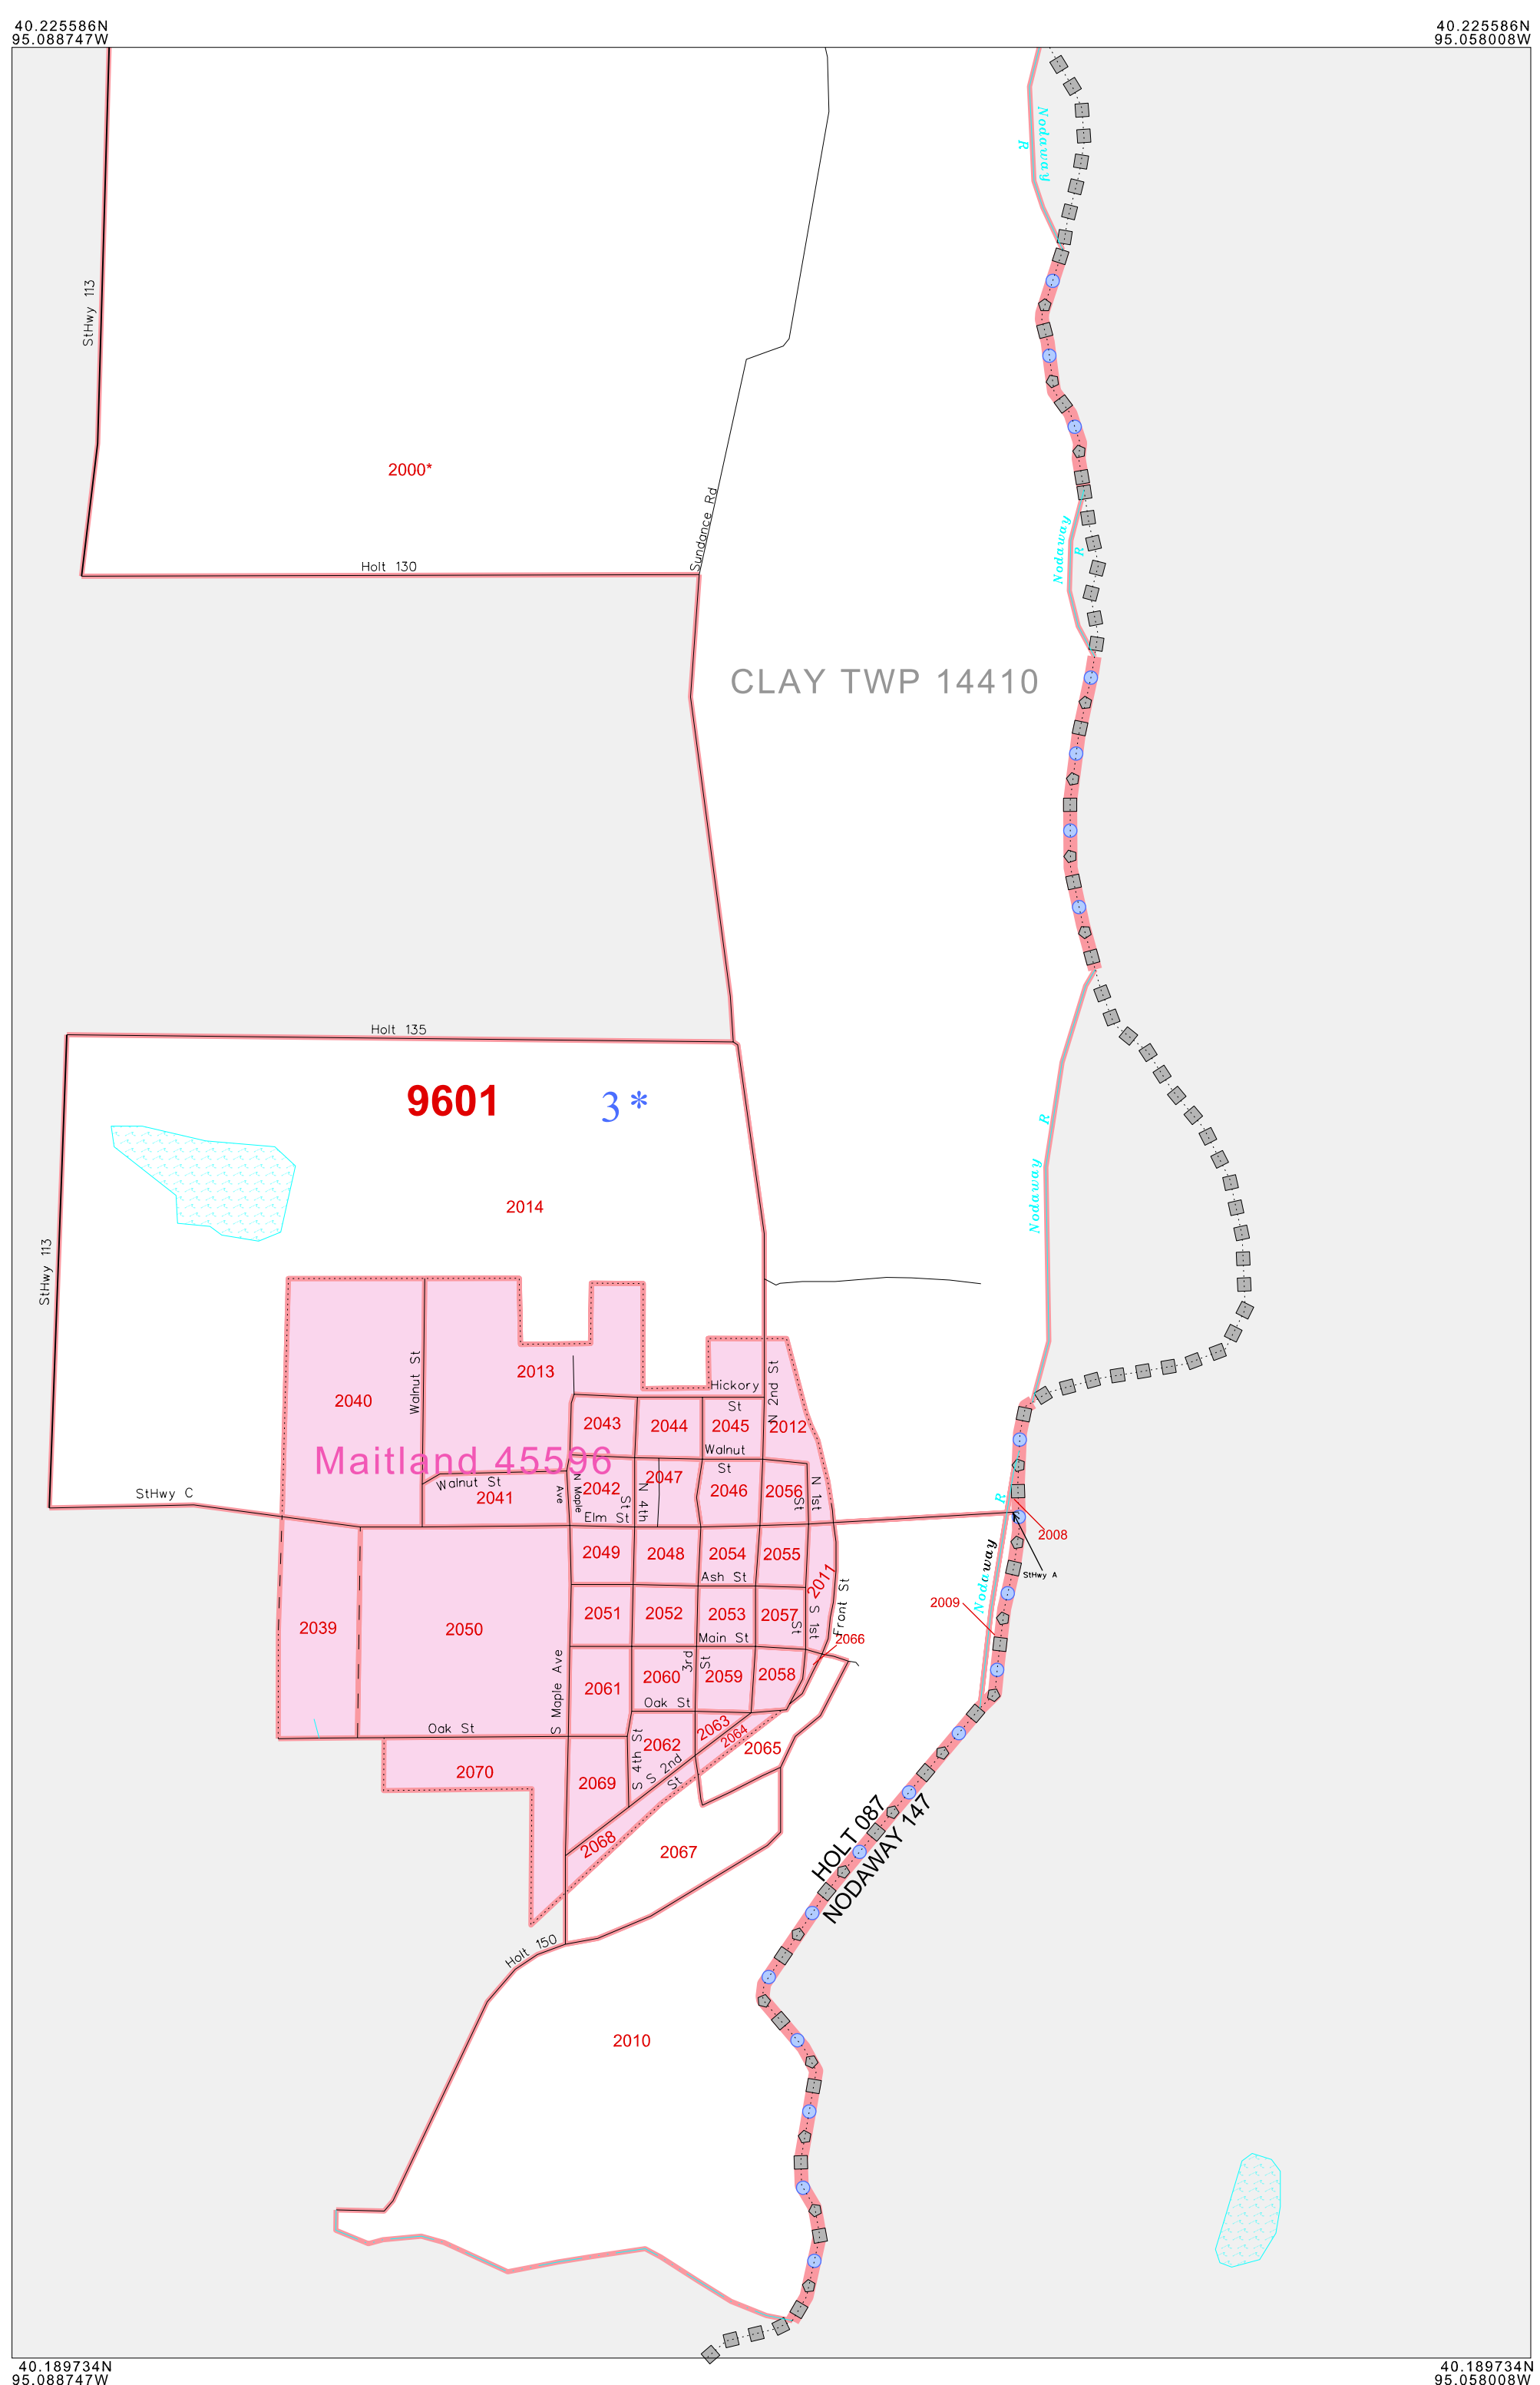 40.225586N
95.088747W
40.225586N
95.058008W
Nodaway
R
StHwy 113
2000*
Sundance Rd
Nodaway
R
Holt 130
CLAY TWP 14410
Holt 135
9601
3*
R
Nodaway
2014
StHwy 113
2013
Walnut St
2040
Hickory
St
N 2nd St
2043
2044
2045
2012
Maitland 45596
Walnut
St
2047
Walnut St
2041
Ave
N Maple
2042
St
N 4th
2046
2056
St
N 1st
StHwy C
Elm St
R
2008
Nodaway
StHwy A
2049
2048
2054
2055
2011
Ash St
Front St
2009
2039
2050
2051
2052
2053
2057
St
S 1st
Main St
2066
S Maple Ave
2061
2060
3rd
St
2059
2058
Oak St
Oak St
2063
2064
2062
2065
S 4th St
S 2nd
St
2070
2069
2068
2067
HOLT 087
NODAWAY 147
Holt 150
2010
40.189734N
95.088747W
40.189734N
95.058008W